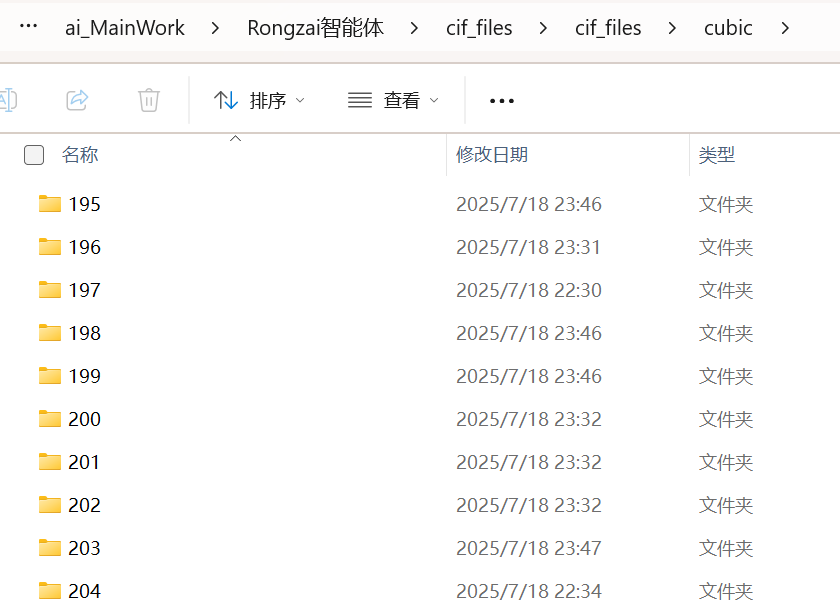 ··· ai_MainWork > Rongzai智能体 > cif_files > cif_files > cubic >
排序 查看 ···
名称 修改日期 类型
195 2025/7/18 23:46 文件夹
196 2025/7/18 23:31 文件夹
197 2025/7/18 22:30 文件夹
198 2025/7/18 23:46 文件夹
199 2025/7/18 23:46 文件夹
200 2025/7/18 23:32 文件夹
201 2025/7/18 23:32 文件夹
202 2025/7/18 23:32 文件夹
203 2025/7/18 23:47 文件夹
204 2025/7/18 22:34 文件夹